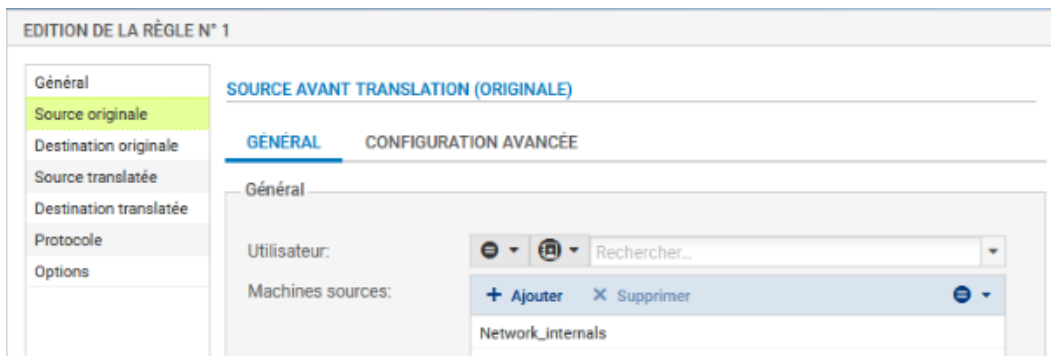 EDITION DE LA RÈGLE N° 1
Général
Source originale
Destination originale
Source translatée
Destination translatée
Protocole
Options
SOURCE AVANT TRANSLATION (ORIGINALE)
GÉNÉRAL CONFIGURATION AVANCÉE
Général
Utilisateur: Rechercher...
Machines sources: + Ajouter × Supprimer
Network_internals